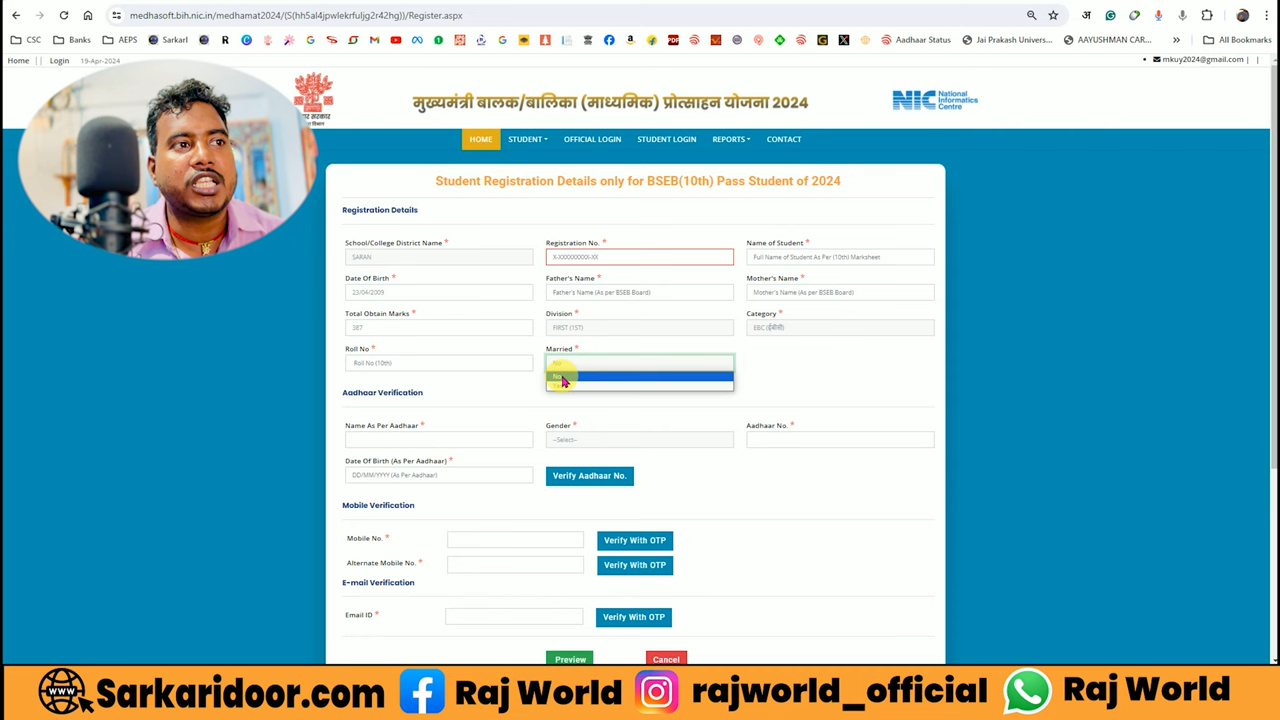 medhasoft.bih.nic.in/medhamat2024/(S(hh5al4jpwlekrfuljg2r42hg))/Register.aspx
CSC Banks AEPS Sarkarl Aadhaar Status Jai Prakash Univers... AAYUSHMAN CAR... » All Bookmarks
Home || Login 19-Apr-2024 mkuy2024@gmail.com | |
मुख्यमंत्री बालक/बालिका (माध्यमिक) प्रोत्साहन योजना 2024
NIC National Informatics Centre
HOME STUDENT OFFICIAL LOGIN STUDENT LOGIN REPORTS CONTACT
Student Registration Details only for BSEB(10th) Pass Student of 2024
Registration Details
School/College District Name * Registration No. * Name of Student *
SARAN X-XXXXXXXXX-XX Full Name of Student As Per (10th) Marksheet
Date Of Birth * Father's Name * Mother's Name *
23/04/2009 Father's Name (As per BSEB Board) Mother's Name (As per BSEB Board)
Total Obtain Marks * Division * Category *
387 FIRST (1ST) EBC (ईबीसी)
Roll No * Married *
Roll No (10th) No
No
Aadhaar Verification
Name As Per Aadhaar * Gender * Aadhaar No. *
--Select--
Date Of Birth (As Per Aadhaar) *
DD/MM/YYYY (As Per Aadhaar) Verify Aadhaar No.
Mobile Verification
Mobile No. * Verify With OTP
Alternate Mobile No. * Verify With OTP
E-mail Verification
Email ID * Verify With OTP
Preview Cancel
www Sarkaridoor.com Raj World rajworld_official Raj World